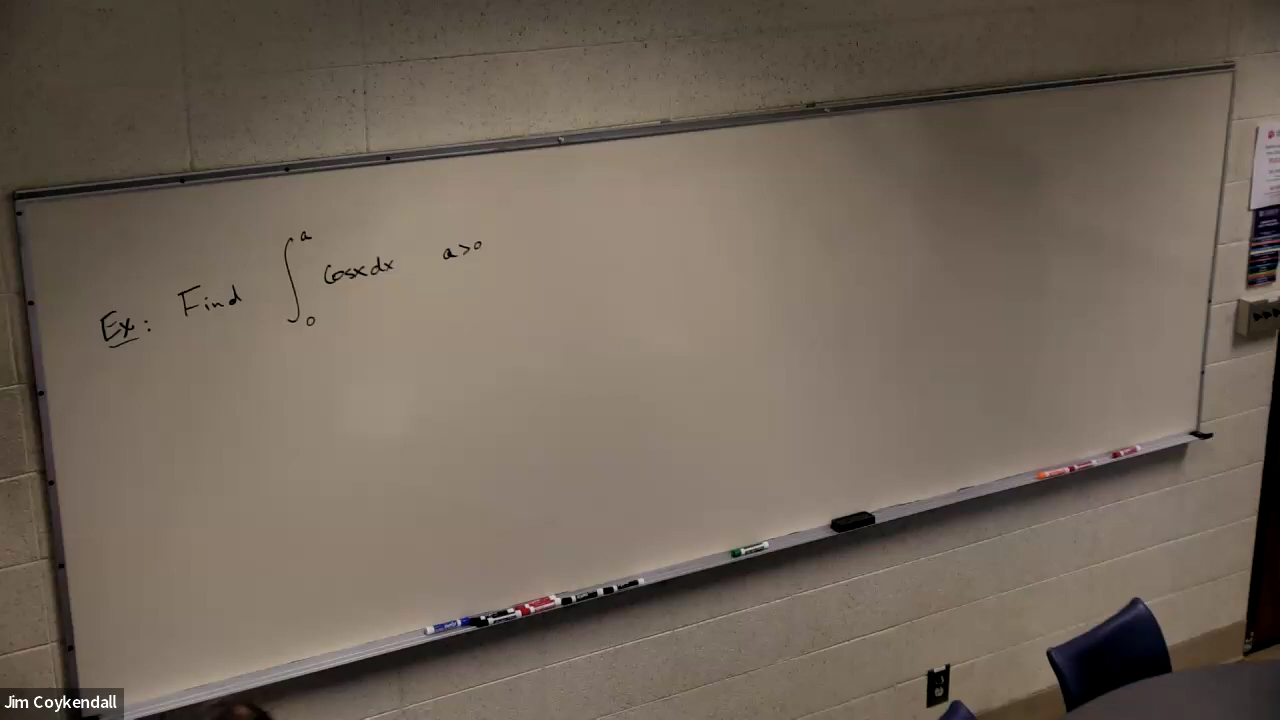 Ex: Find ∫₀ᵃ cosx dx a>0
Jim Coykendall